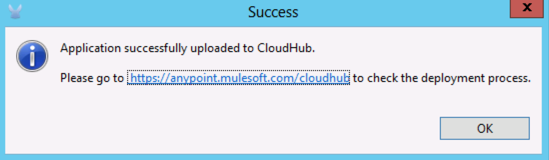 Success
x
Application successfully uploaded to CloudHub.
Please go to https://anypoint.mulesoft.com/cloudhub to check the deployment process.
OK